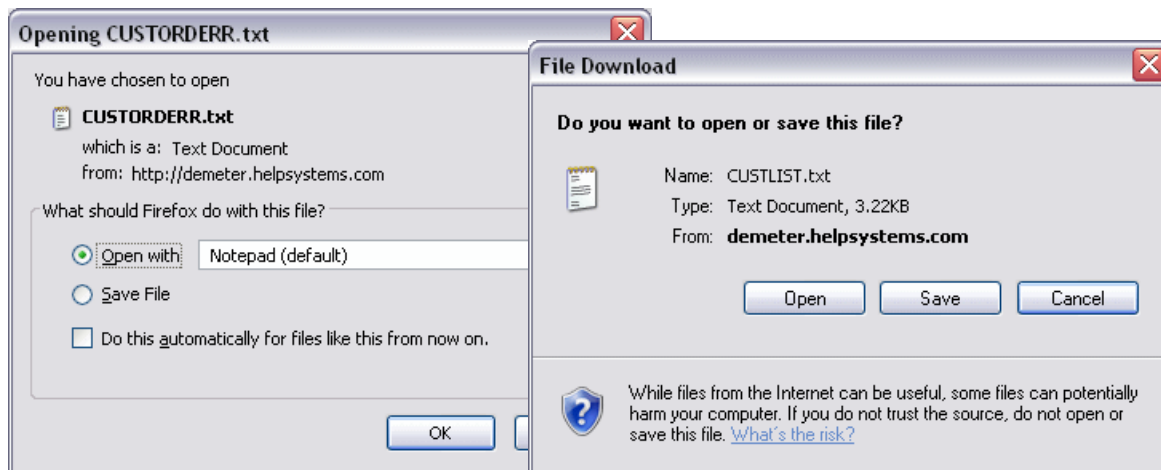 Opening CUSTORDERR.txt
You have chosen to open
CUSTORDERR.txt
which is a: Text Document
from: http://demeter.helpsystems.com
What should Firefox do with this file?
Open with Notepad (default)
Save File
Do this automatically for files like this from now on.
OK
File Download
Do you want to open or save this file?
Name: CUSTLIST.txt
Type: Text Document, 3.22KB
From: demeter.helpsystems.com
Open Save Cancel
While files from the Internet can be useful, some files can potentially
harm your computer. If you do not trust the source, do not open or
save this file. What's the risk?